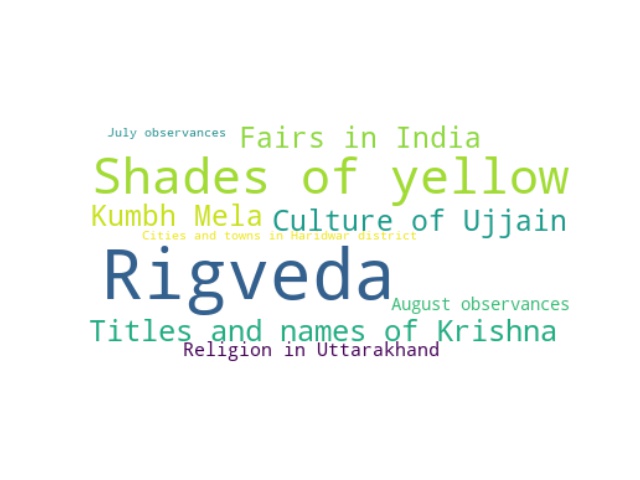 July observances
Fairs in India
Shades of yellow
Kumbh Mela
Culture of Ujjain
Cities and towns in Haridwar district
Rigveda
August observances
Titles and names of Krishna
Religion in Uttarakhand